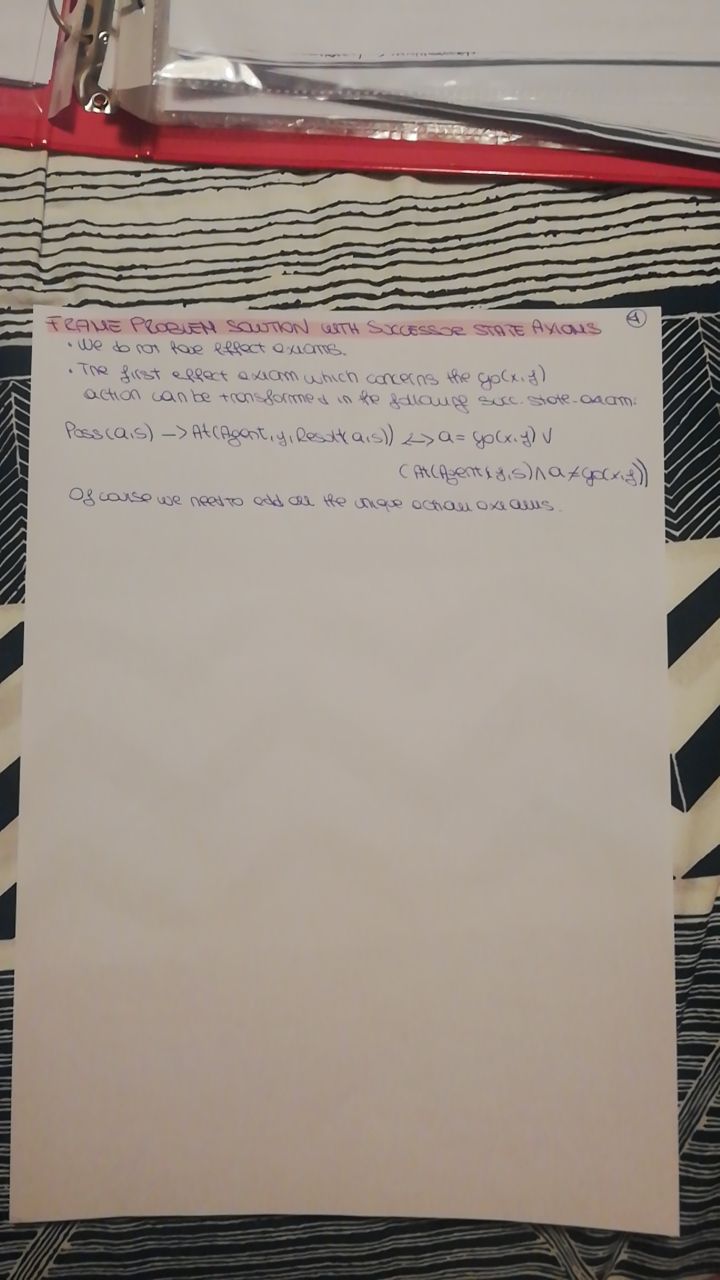 FRAME PROBLEM SOLUTION WITH SUCCESSOR STATE AXIOMS ④
• We do not have effect axioms.
• The first effect axiom which concerns the go(x,y)
action can be transformed in the following succ.-state-axiom:
Poss(a,s) —> At(Agent,y,Result(a,s)) <—> a = go(x,y) ∨
(At(Agent,y,s) ∧ a ≠ go(x,y))
Of course we need to add all the unique action axioms.